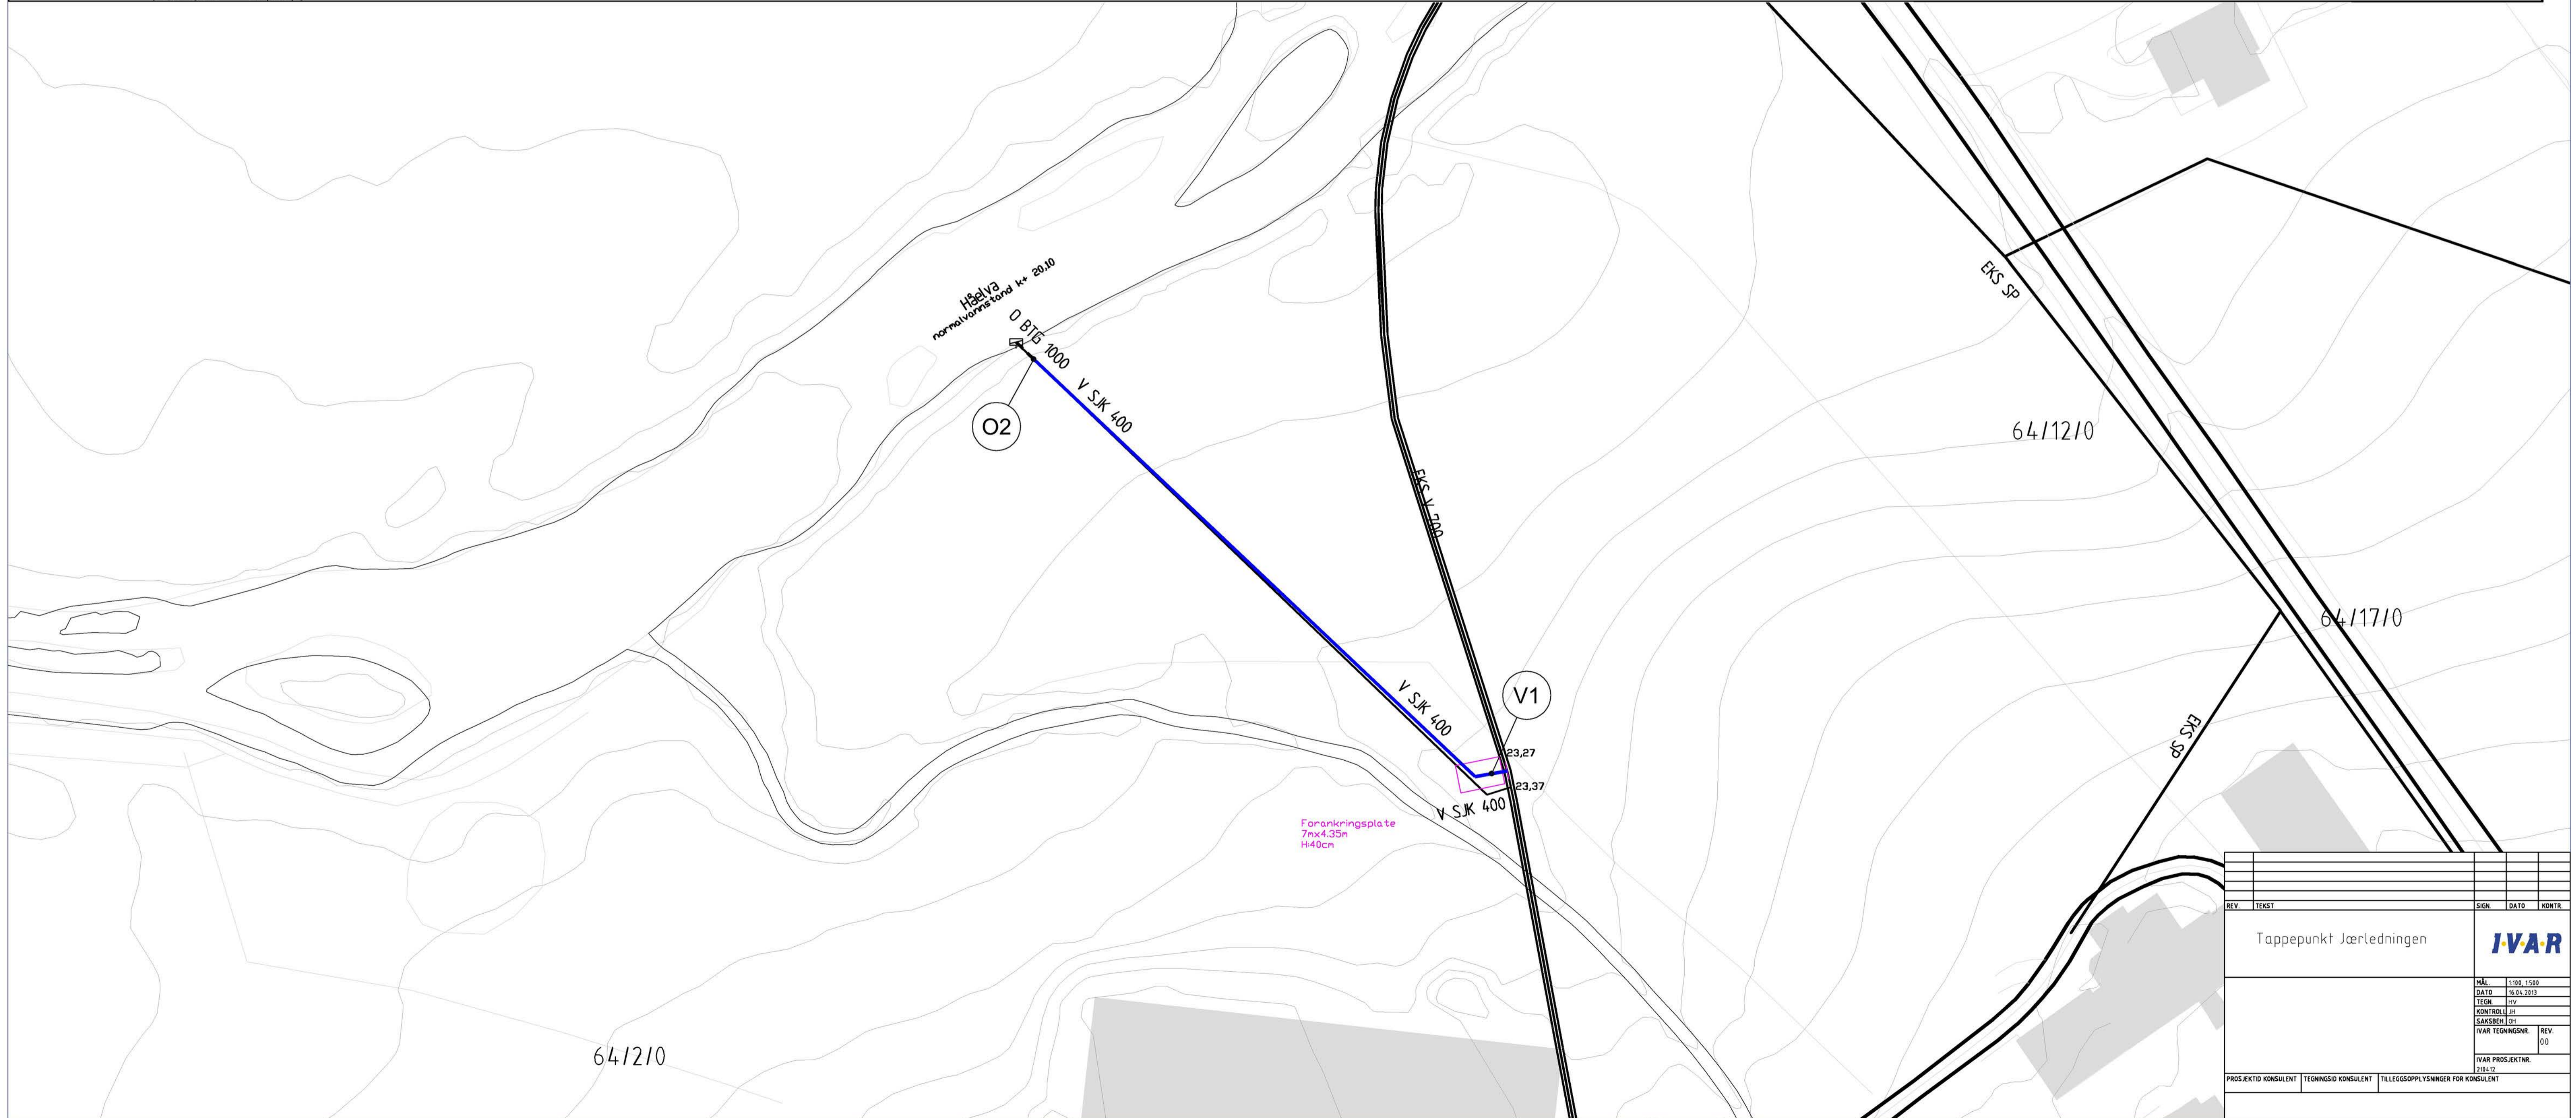 Håelva
normalvannstand k+ 20,10
O BTG 1000
V SJK 400
O2
EKS V 700
EKS SP
64/12/0
64/17/0
V1
V SJK 400
23,27
23,37
V SJK 400
EKS SP
Forankringsplate
7mx4.35m
H:40cm
64/2/0
REV.
TEKST
SIGN.
DATO
KONTR.
Tappepunkt Jærledningen
I·V·A·R
MÅL. 1:100, 1:500
DATO 16.04.2013
TEGN. HV
KONTROLL JH
SAKSBEH. OH
IVAR TEGNINGSNR.
REV.
00
IVAR PROSJEKTNR.
210412
PROSJEKTID KONSULENT
TEGNINGSID KONSULENT
TILLEGGSOPPLYSNINGER FOR KONSULENT